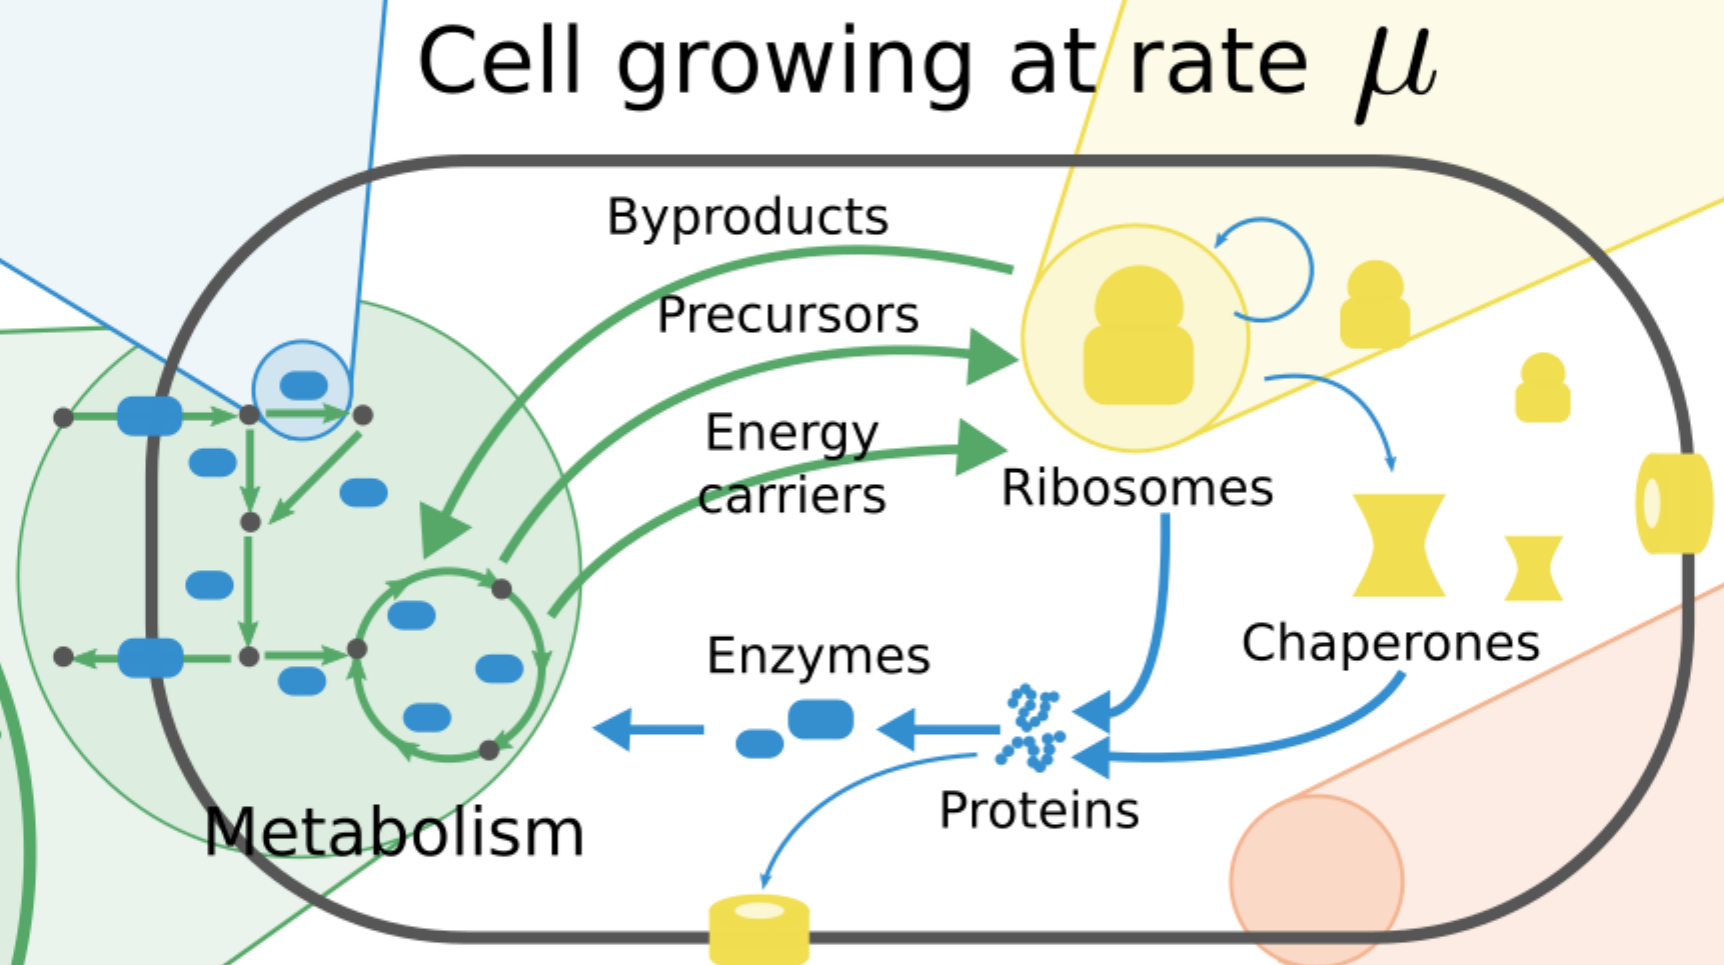 Cell growing at rate μ
Byproducts
Precursors
Energy
carriers
Ribosomes
Chaperones
Enzymes
Proteins
Metabolism